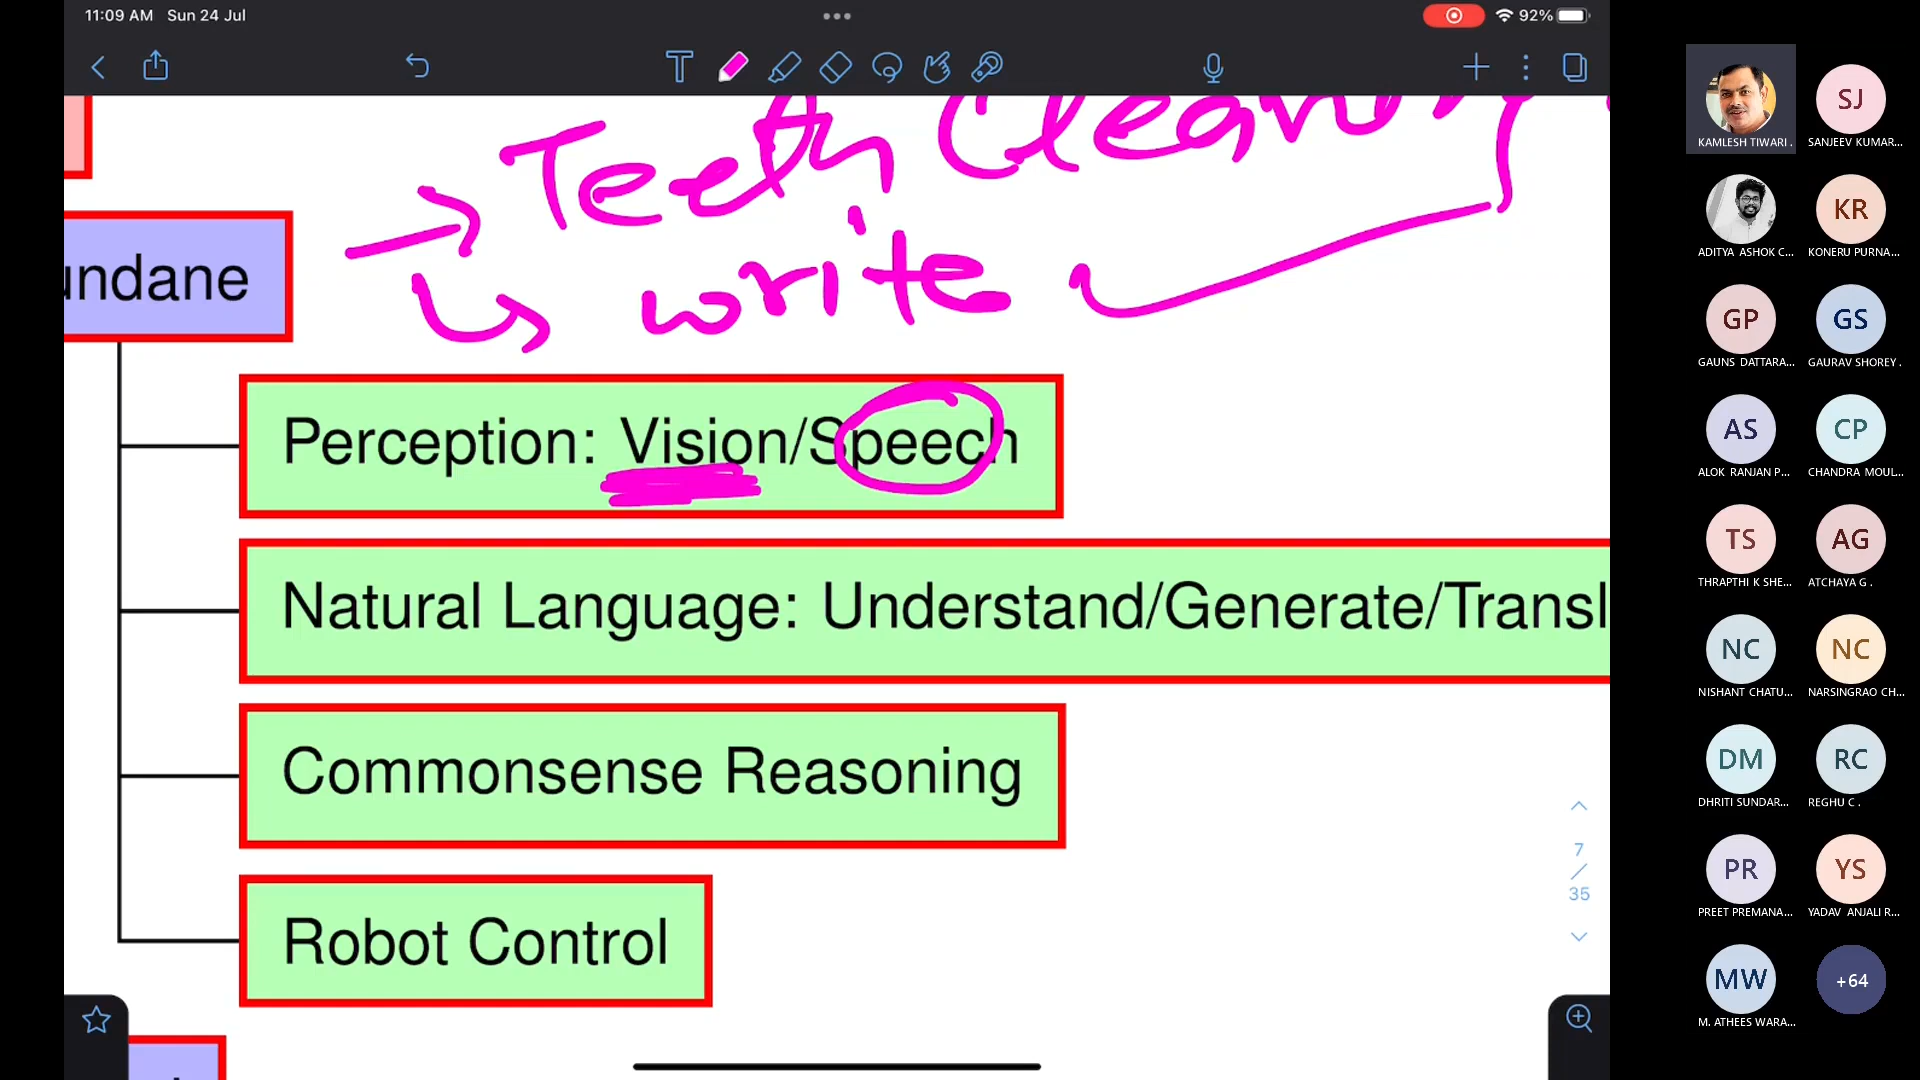 11:09 AM Sun 24 Jul
92%
Teeth Cleaning
write
undane
Perception: Vision/Speech
Natural Language: Understand/Generate/Transl
Commonsense Reasoning
Robot Control
7
35
KAMLESH TIWARI .
SJ
SANJEEV KUMAR...
ADITYA ASHOK C...
KR
KONERU PURNA...
GP
GAUNS DATTARA...
GS
GAURAV SHOREY .
AS
ALOK RANJAN P...
CP
CHANDRA MOUL...
TS
THRAPTHI K SHE...
AG
ATCHAYA G .
NC
NISHANT CHATU...
NC
NARSINGRAO CH...
DM
DHRITI SUNDAR...
RC
REGHU C .
PR
PREET PREMANA...
YS
YADAV ANJALI R...
MW
M. ATHEES WARA...
+64